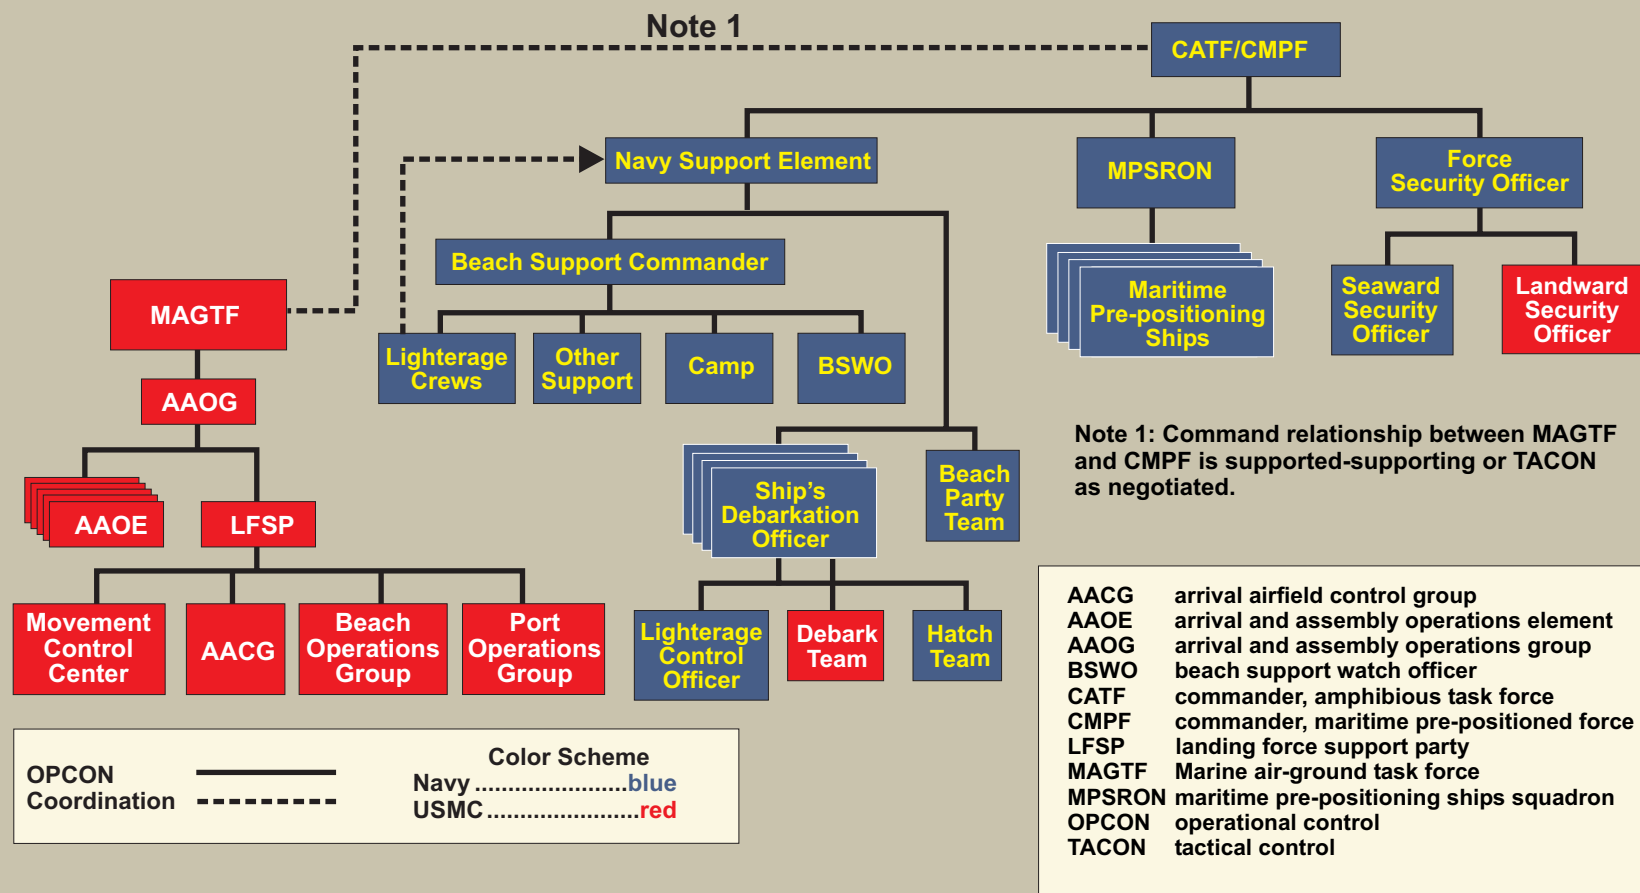 Note 1
CATF/CMPF
Navy Support Element
MPSRON
Force
Security Officer
Beach Support Commander
Maritime
Pre-positioning
Ships
Seaward
Security
Officer
Landward
Security
Officer
MAGTF
Lighterage
Crews
Other
Support
Camp
BSWO
AAOG
Note 1: Command relationship between MAGTF
and CMPF is supported-supporting or TACON
as negotiated.
AAOE
LFSP
Ship's
Debarkation
Officer
Beach
Party
Team
Movement
Control
Center
AACG
Beach
Operations
Group
Port
Operations
Group
Lighterage
Control
Officer
Debark
Team
Hatch
Team
OPCON
Coordination
Color Scheme
Navy .......................blue
USMC .......................red
AACG arrival airfield control group
AAOE arrival and assembly operations element
AAOG arrival and assembly operations group
BSWO beach support watch officer
CATF commander, amphibious task force
CMPF commander, maritime pre-positioned force
LFSP landing force support party
MAGTF Marine air-ground task force
MPSRON maritime pre-positioning ships squadron
OPCON operational control
TACON tactical control